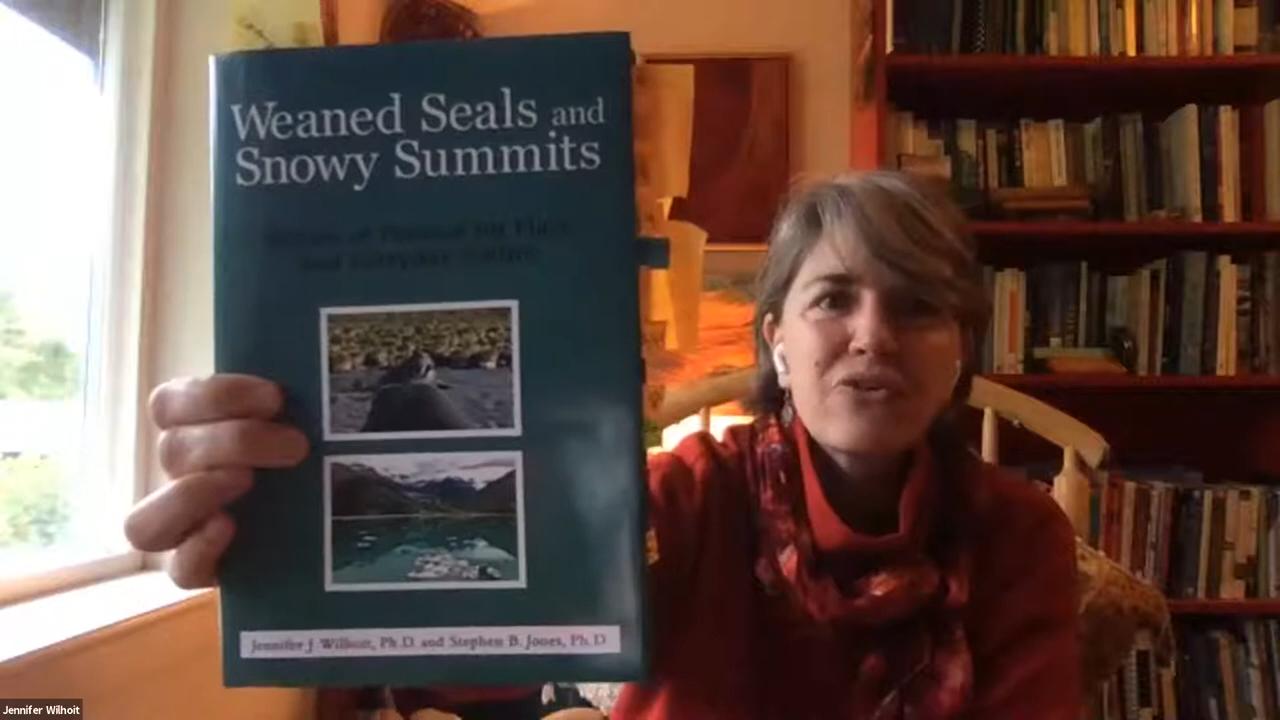 Weaned Seals and
Snowy Summits
Jennifer J. Wilhoit, Ph.D. and Stephen B. Jones, Ph.D
Jennifer Wilhoit